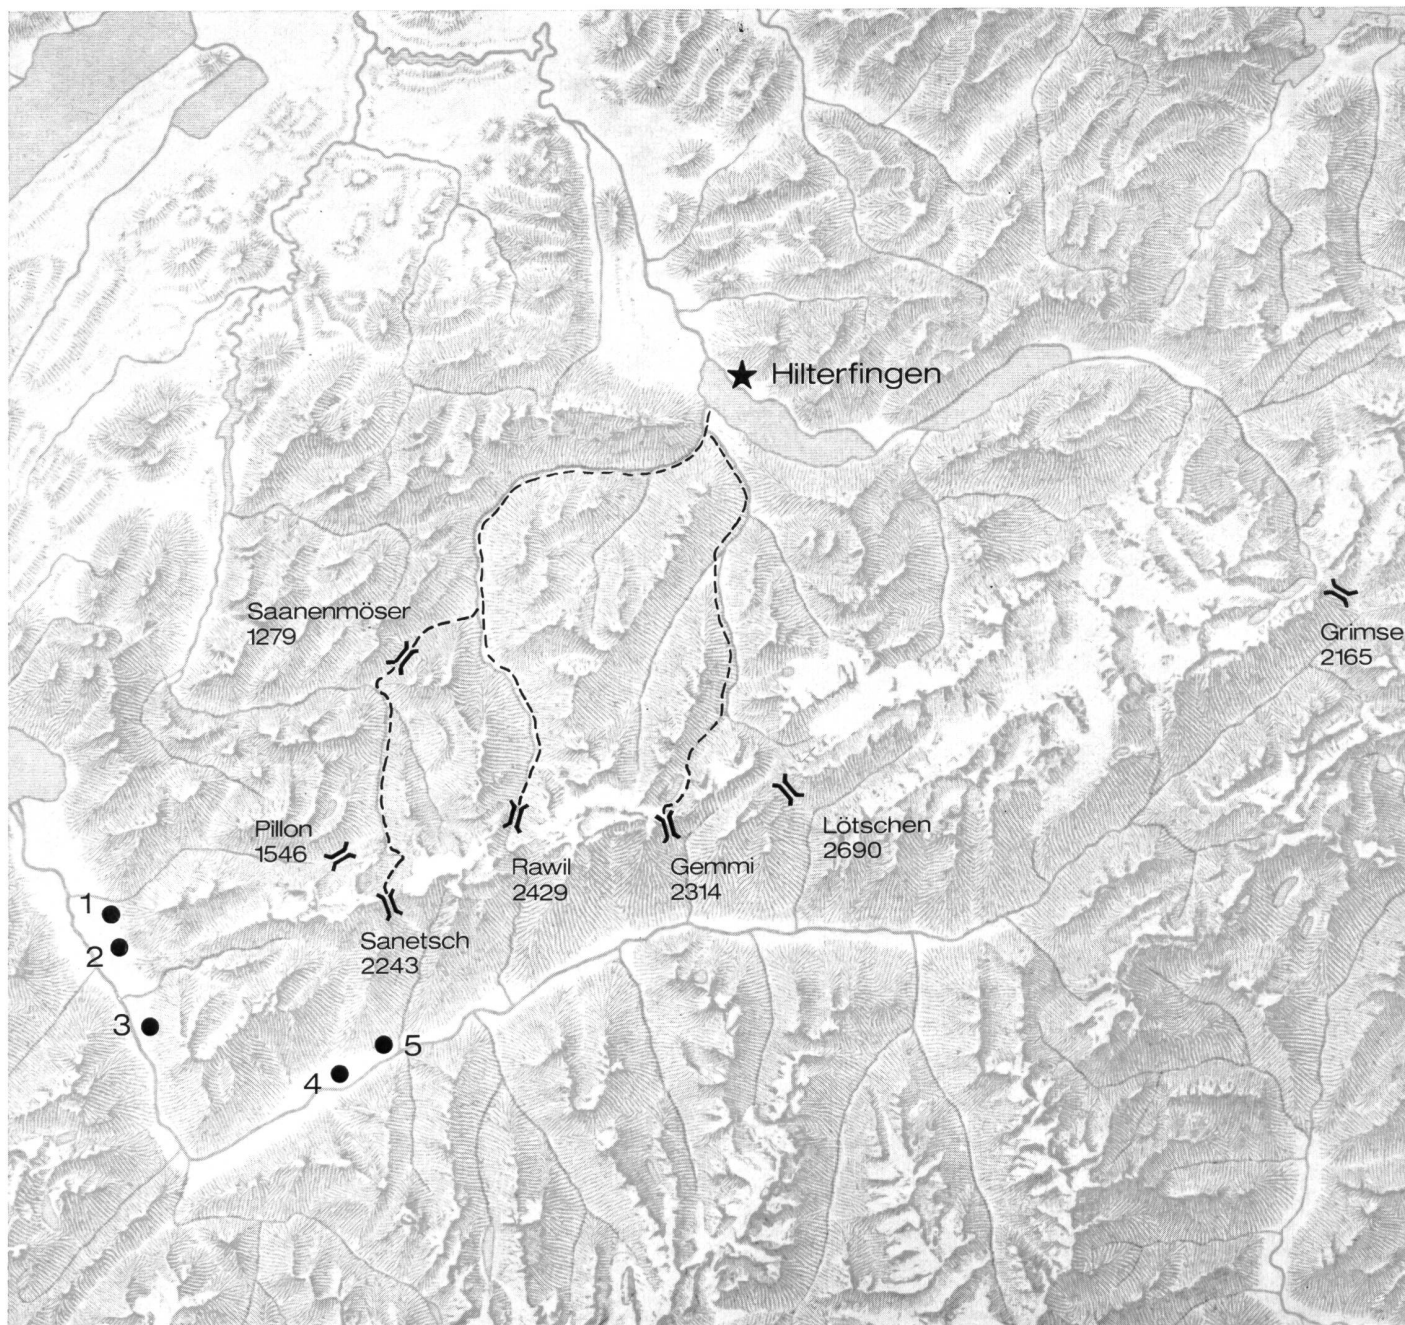 Hilterfingen
Saanenmöser
1279
Grimse
2165
Pillon
1546
Lötschen
2690
Rawil
2429
Gemmi
2314
1
2
Sanetsch
2243
3
5
4